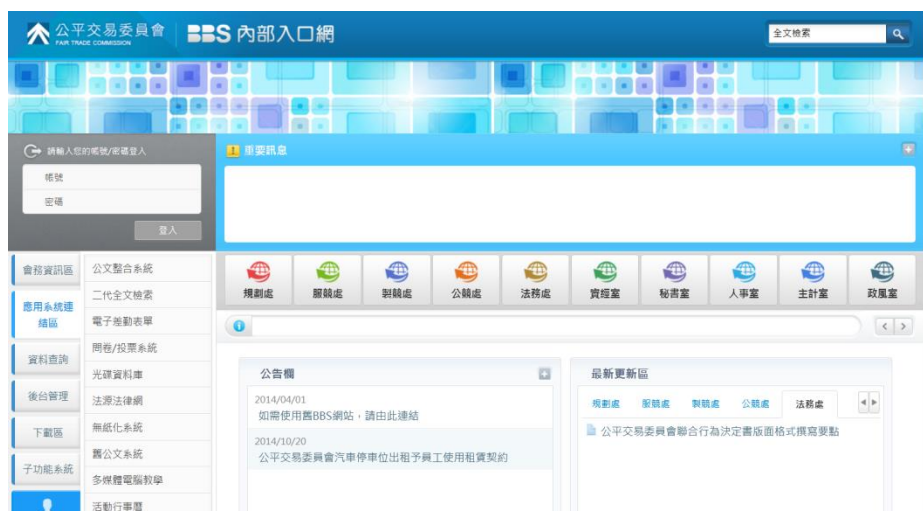 公平交易委員會
FAIR TRADE COMMISSION
BBS 內部入口網
全文檢索
請輸入您的帳號/密碼登入
帳號
密碼
登入
重要訊息
會務資訊區
應用系統連
結區
資料查詢
後台管理
下載區
子功能系統
公文整合系統
二代全文檢索
電子差勤表單
問卷/投票系統
光碟資料庫
法源法律網
無紙化系統
舊公文系統
多媒體電腦教學
活動行事曆
規劃處
服競處
製競處
公競處
法務處
資經室
秘書室
人事室
主計室
政風室
公告欄
2014/04/01
如需使用舊BBS網站，請由此連結
2014/10/20
公平交易委員會汽車停車位出租予員工使用租賃契約
最新更新區
規劃處 服競處 製競處 公競處 法務處
公平交易委員會聯合行為決定書版面格式撰寫要點